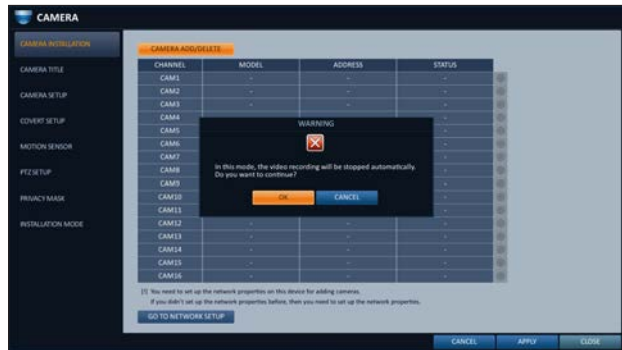 CAMERA
CAMERA INSTALLATION
CAMERA TITLE
CAMERA SETUP
COVERT SETUP
MOTION SENSOR
PTZ SETUP
PRIVACY MASK
INSTALLATION MODE
CAMERA ADD/DELETE
CHANNEL MODEL ADDRESS STATUS
CAM1 - - -
CAM2 - - -
CAM3 - - -
CAM4 -
CAM5 -
CAM6 -
CAM7 -
CAM8 -
CAM9 -
CAM10 -
CAM11 -
CAM12 - - -
CAM13 - - -
CAM14 - - -
CAM15 - - -
CAM16 - - -
WARNING
In this mode, the video recording will be stopped automatically.
Do you want to continue?
OK CANCEL
[!] You need to set up the network properties on this device for adding cameras.
If you didn't set up the network properties before, then you need to set up the network properties.
GO TO NETWORK SETUP
CANCEL APPLY CLOSE